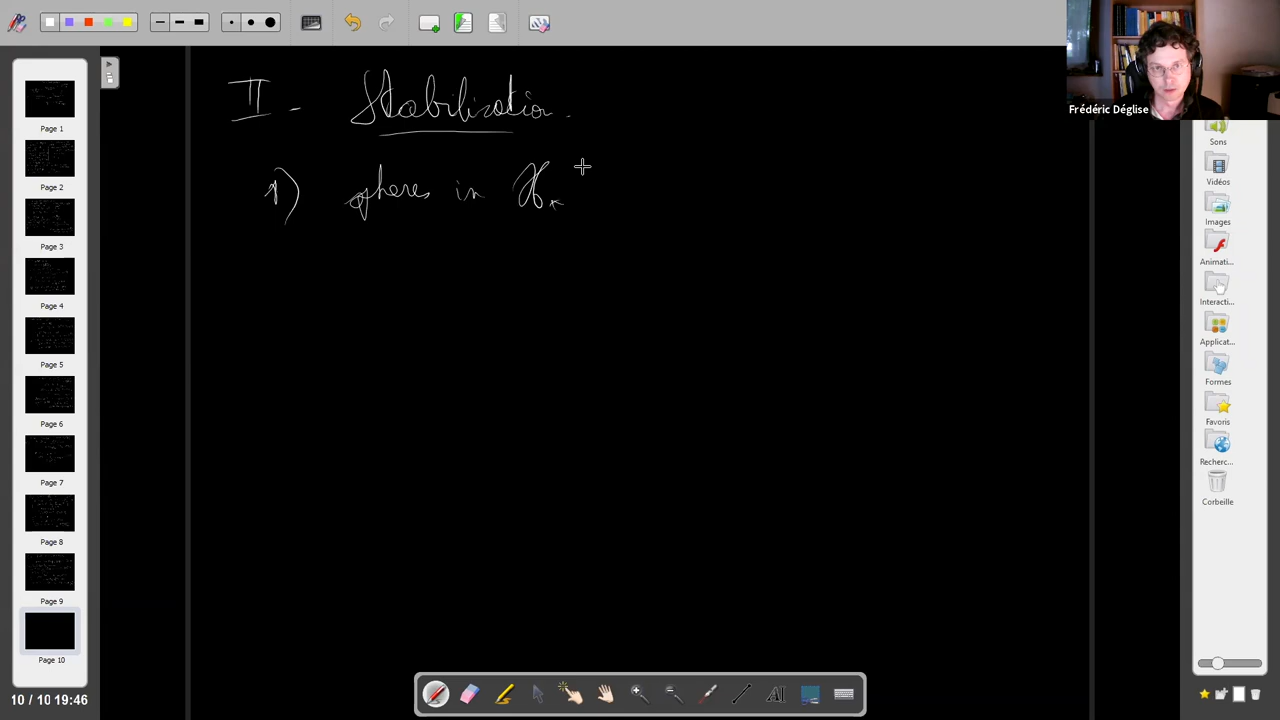 Frédéric Déglise
II - Stabilization.
1) spheres in ℋ*
Page 1
Page 2
Page 3
Page 4
Page 5
Page 6
Page 7
Page 8
Page 9
Page 10
10 / 10 19:46
Sons
Vidéos
Images
Animati...
Interacti...
Applicat...
Formes
Favoris
Recherc...
Corbeille
AI